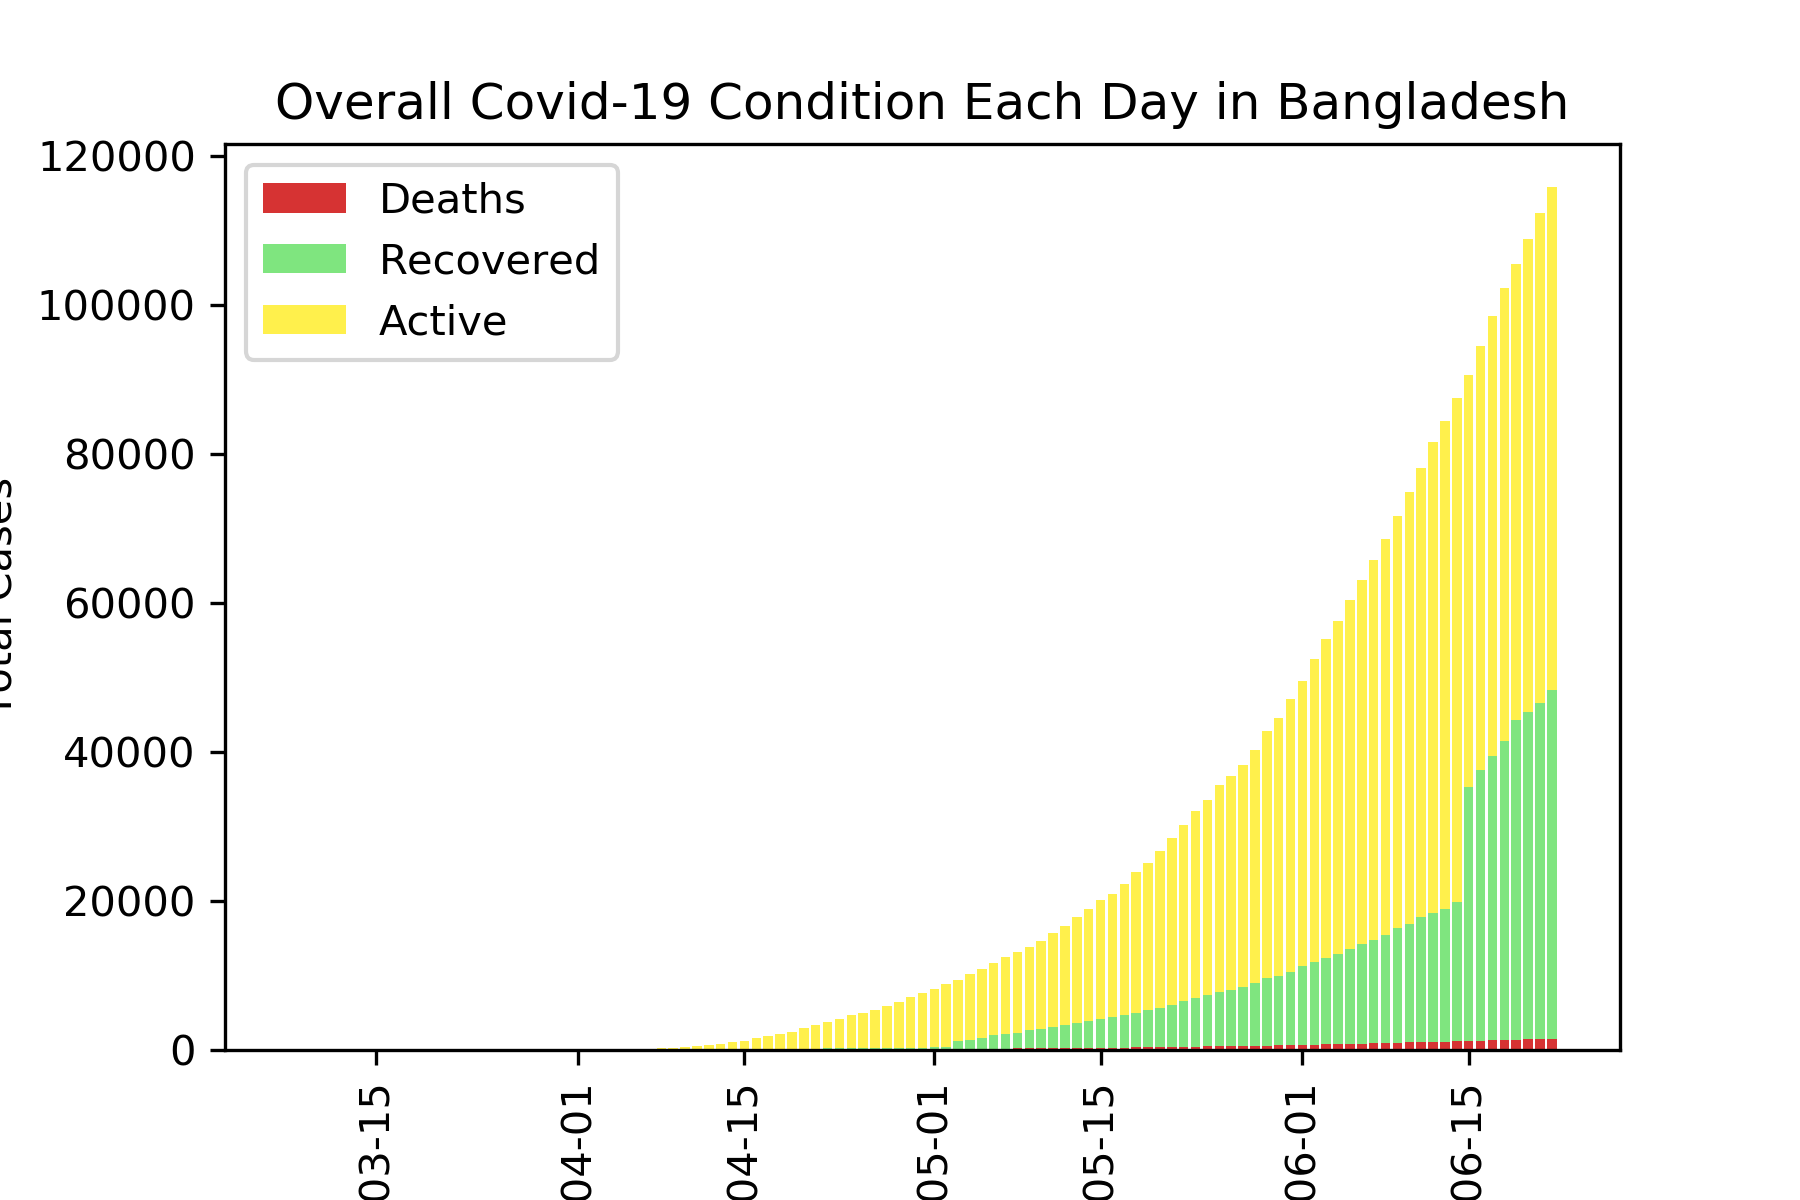 Overall Covid-19 Condition Each Day in Bangladesh
120000
100000
80000
60000
40000
20000
0
Deaths
Recovered
Active
Total Cases
03-15
04-01
04-15
05-01
05-15
06-01
06-15